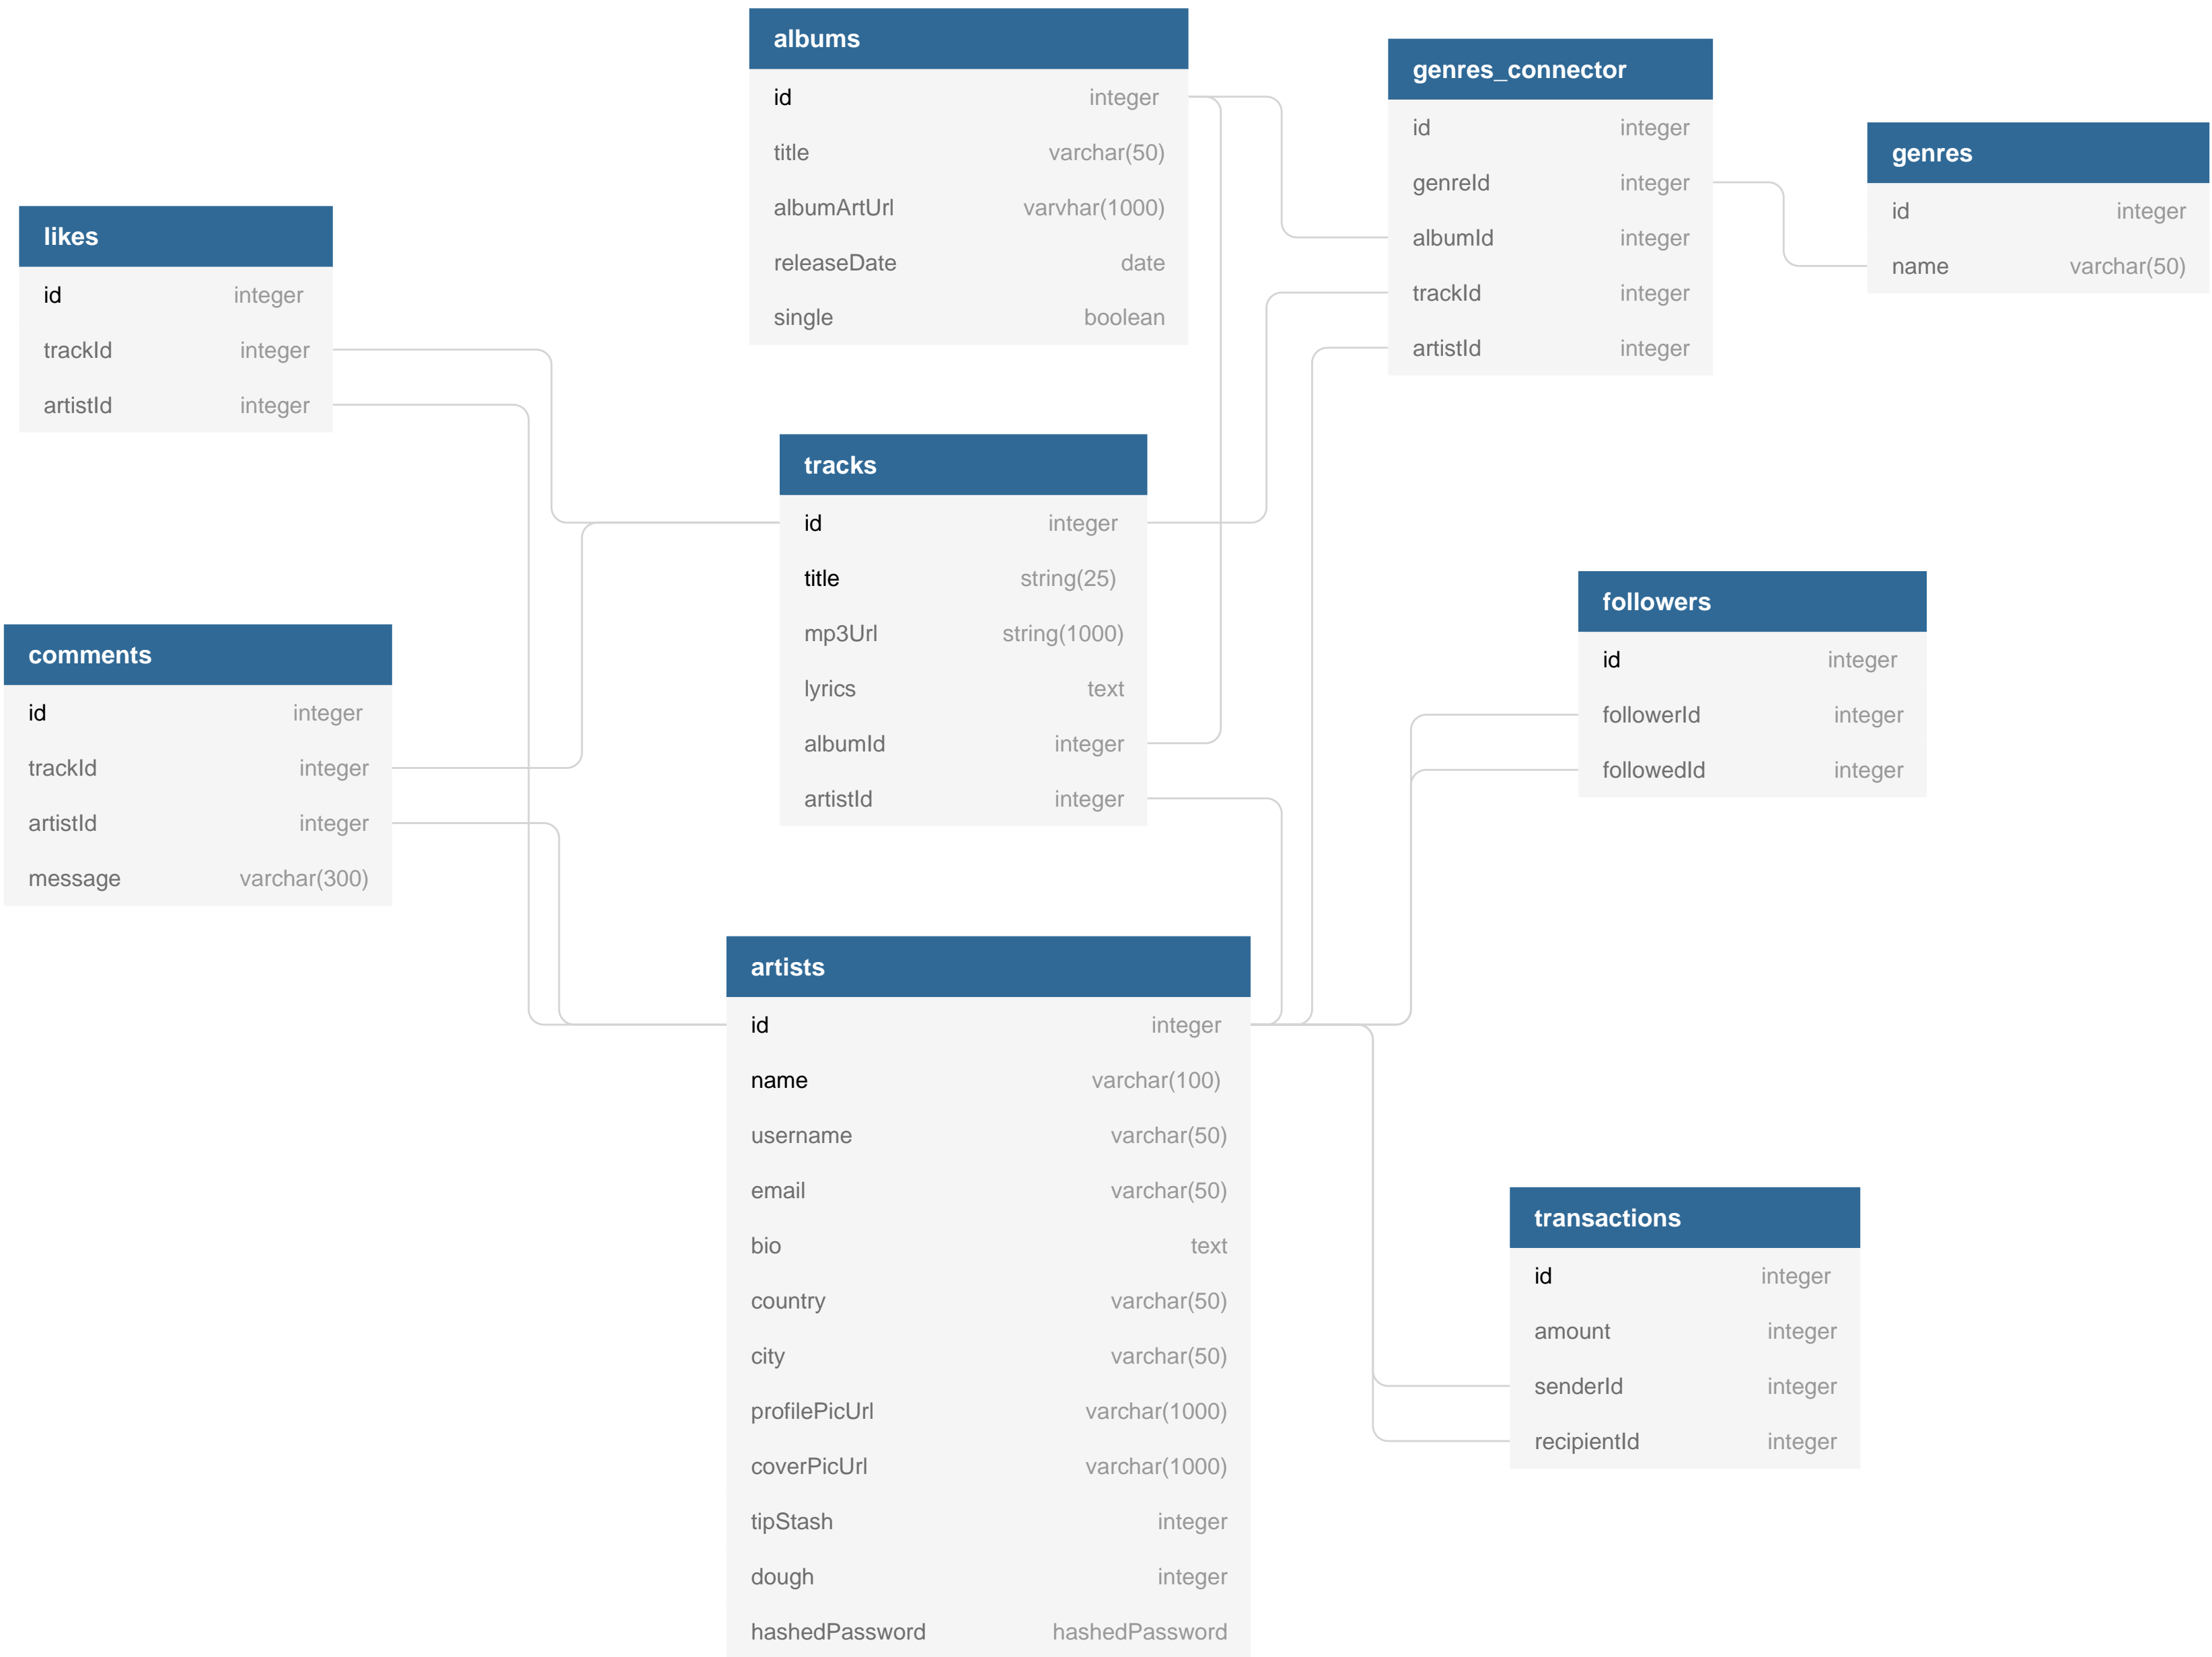 albums
id integer
title varchar(50)
albumArtUrl varvhar(1000)
releaseDate date
single boolean
genres_connector
id integer
genreId integer
albumId integer
trackId integer
artistId integer
genres
id integer
name varchar(50)
likes
id integer
trackId integer
artistId integer
tracks
id integer
title string(25)
mp3Url string(1000)
lyrics text
albumId integer
artistId integer
followers
id integer
followerId integer
followedId integer
comments
id integer
trackId integer
artistId integer
message varchar(300)
artists
id integer
name varchar(100)
username varchar(50)
email varchar(50)
bio text
country varchar(50)
city varchar(50)
profilePicUrl varchar(1000)
coverPicUrl varchar(1000)
tipStash integer
dough integer
hashedPassword hashedPassword
transactions
id integer
amount integer
senderId integer
recipientId integer